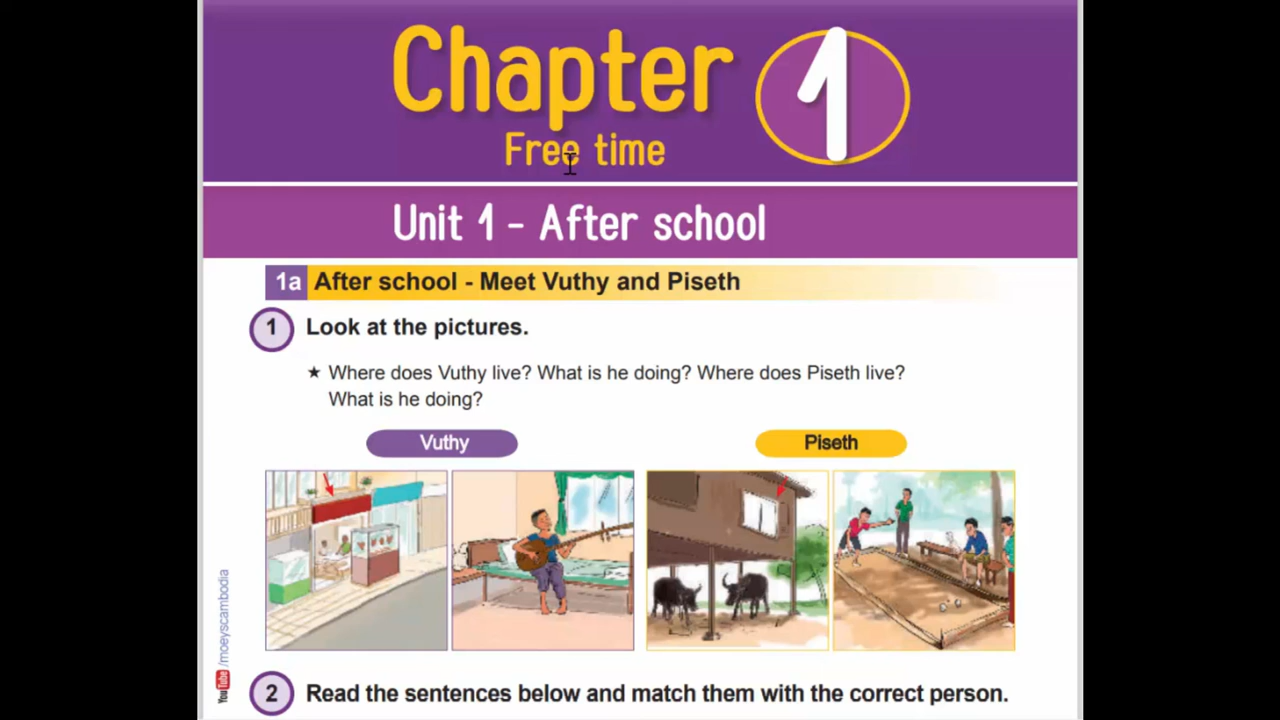 Chapter 1
Free time
Unit 1 - After school
1a After school - Meet Vuthy and Piseth
1 Look at the pictures.
★ Where does Vuthy live? What is he doing? Where does Piseth live?
What is he doing?
Vuthy
Piseth
YouTube /moeyscambodia
2 Read the sentences below and match them with the correct person.